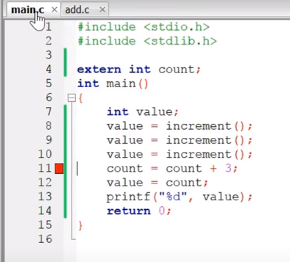 main.c × add.c ×
1 #include <stdio.h>
2 #include <stdlib.h>
3
4 extern int count;
5 int main()
6 {
7 int value;
8 value = increment();
9 value = increment();
10 value = increment();
11 count = count + 3;
12 value = count;
13 printf("%d", value);
14 return 0;
15 }
16